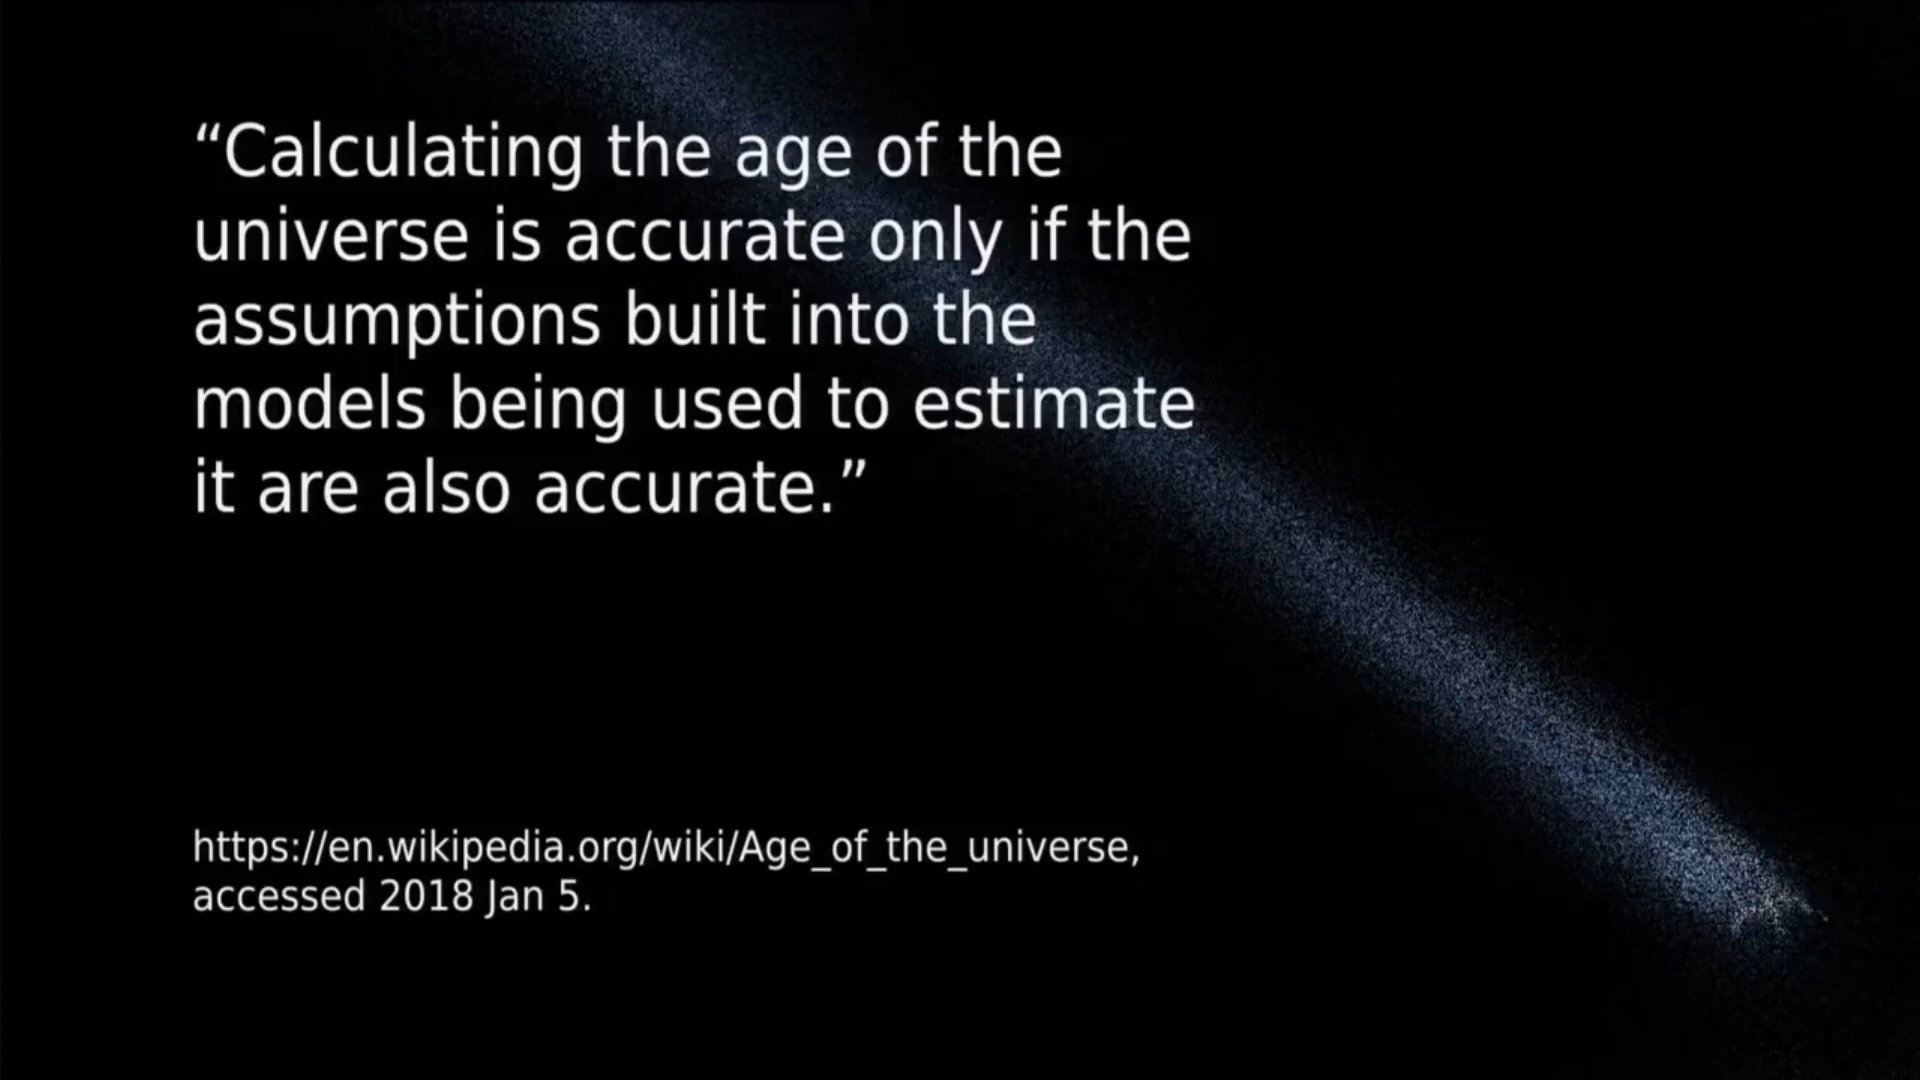 “Calculating the age of the
universe is accurate only if the
assumptions built into the
models being used to estimate
it are also accurate.”
https://en.wikipedia.org/wiki/Age_of_the_universe,
accessed 2018 Jan 5.